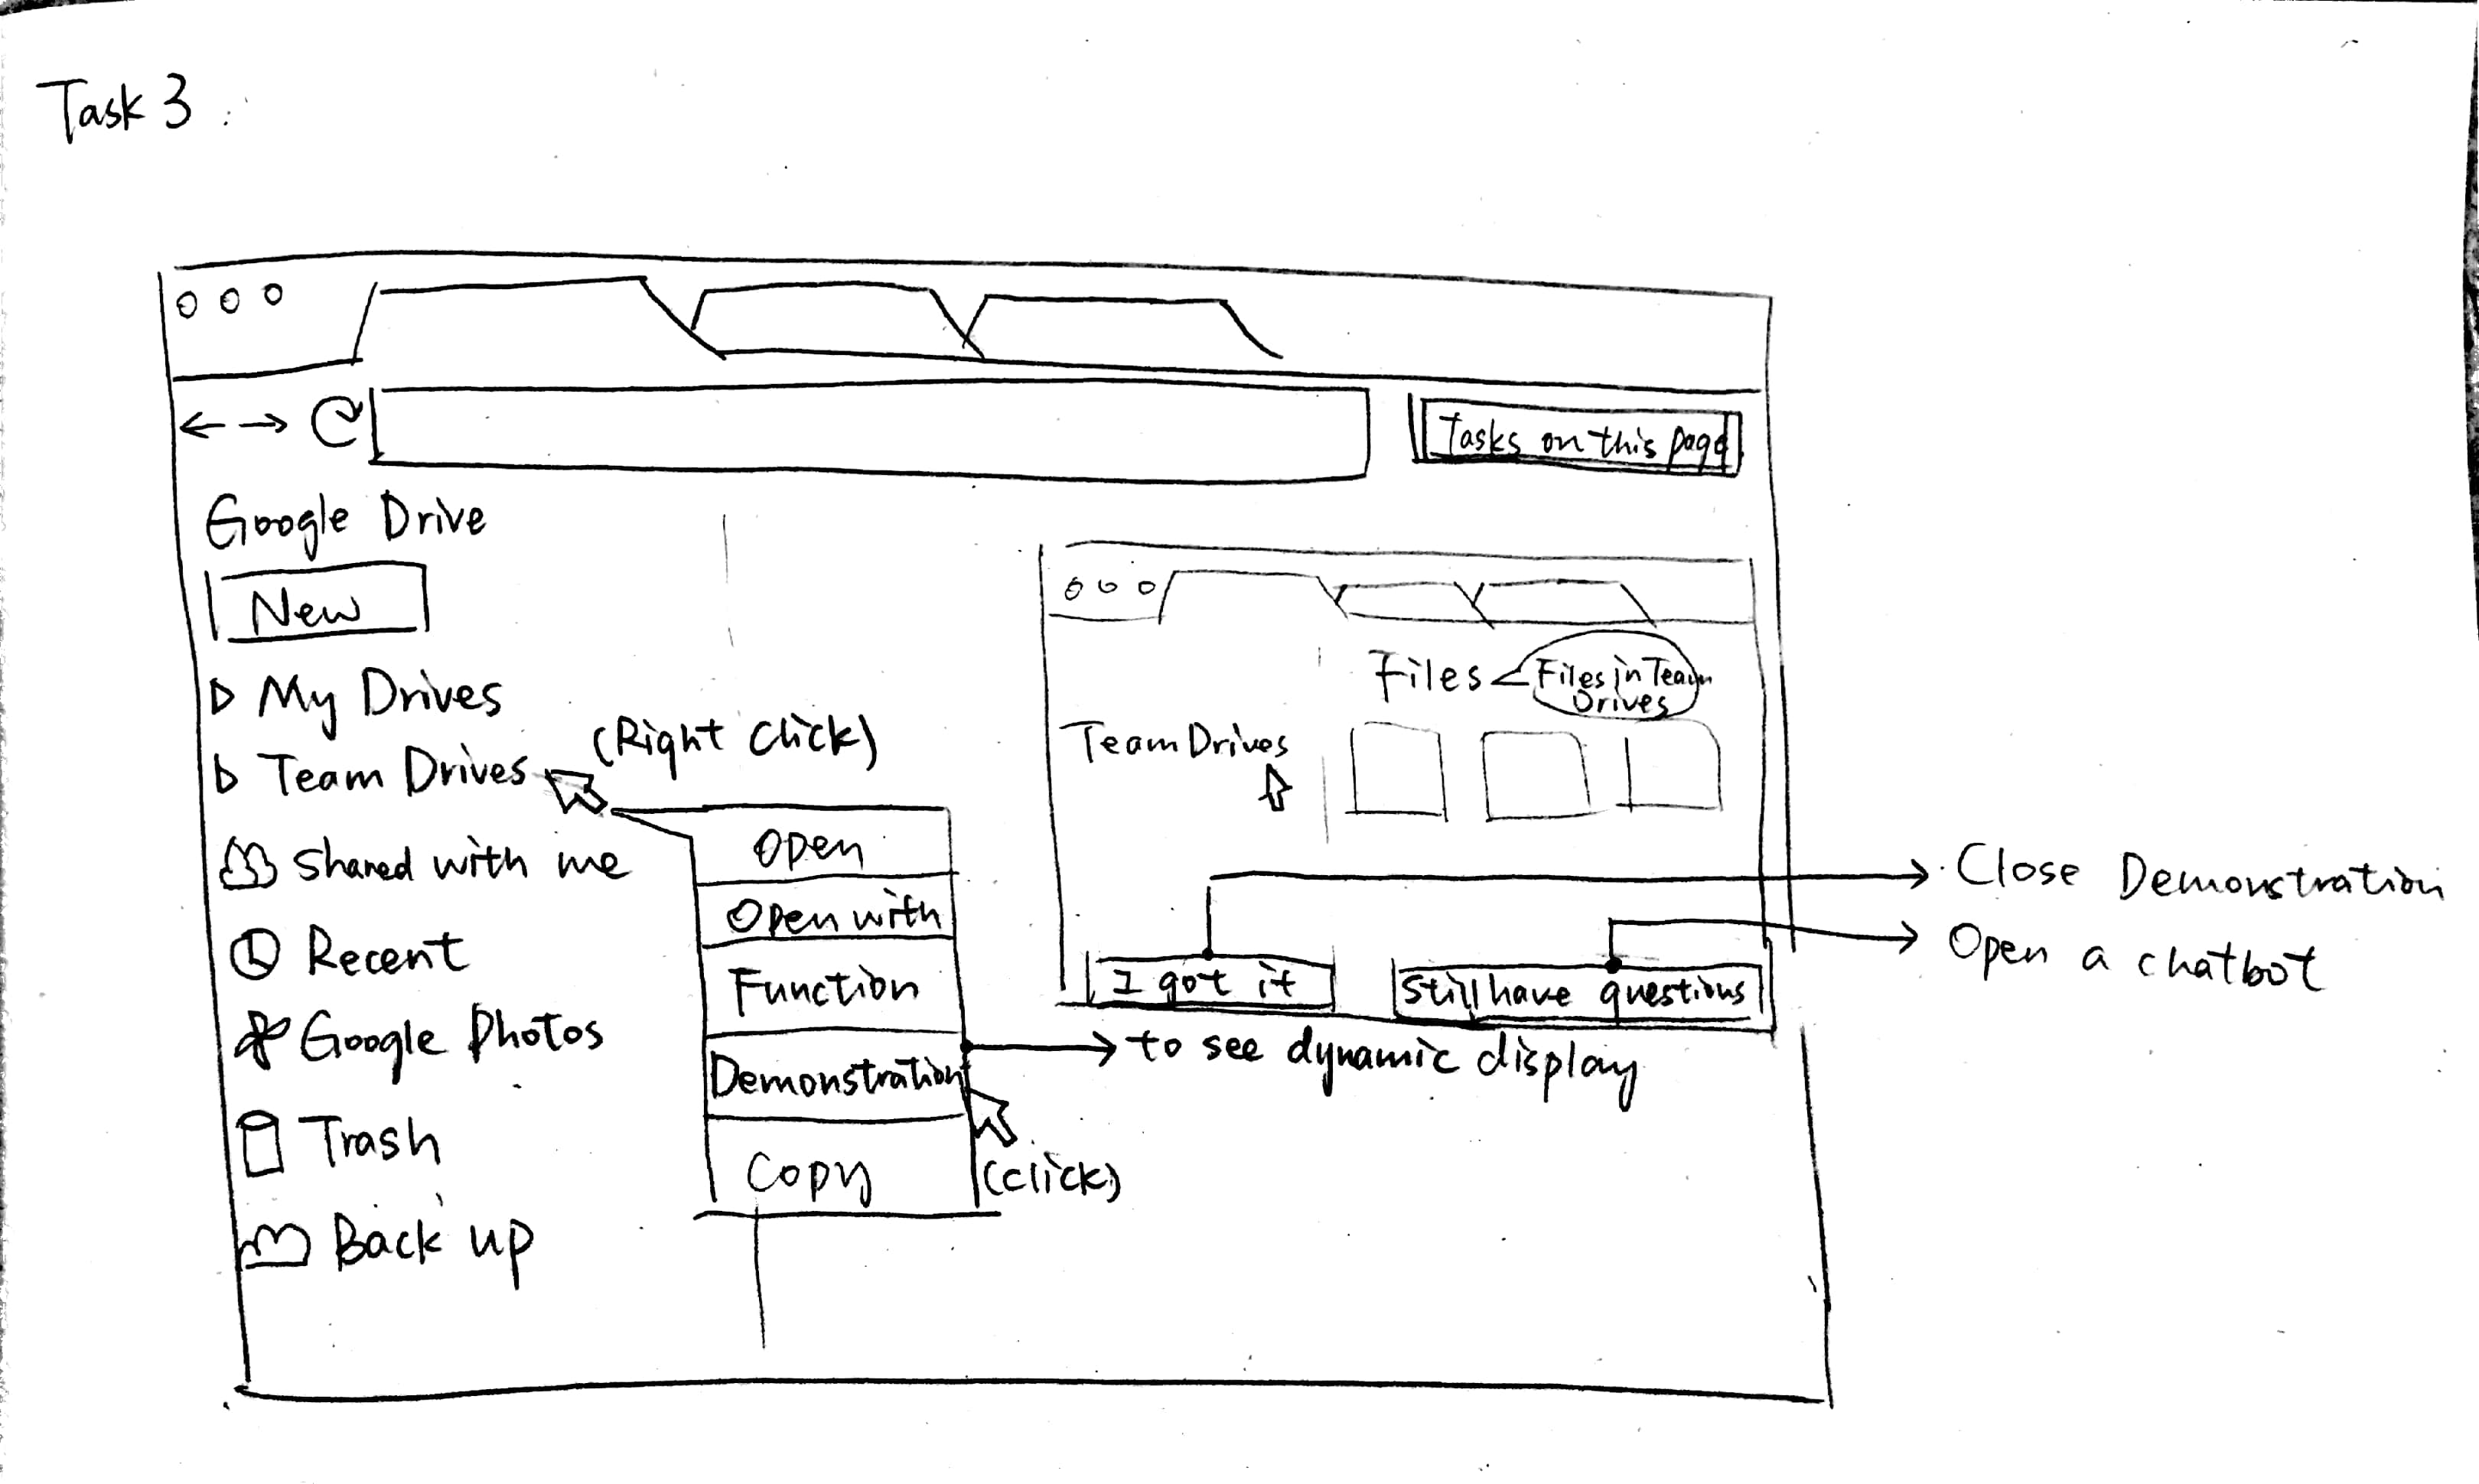 Task 3 :
Tasks on this page
Google Drive
New
My Drives
Team Drives
(Right Click)
Shared with me
Recent
Google Photos
Trash
Back up
Open
Open with
Function
Demonstration
Copy
(Click)
Files
Files in Team
Drives
Team Drives
I got it
Still have questions
Close Demonstration
Open a chatbot
to see dynamic display